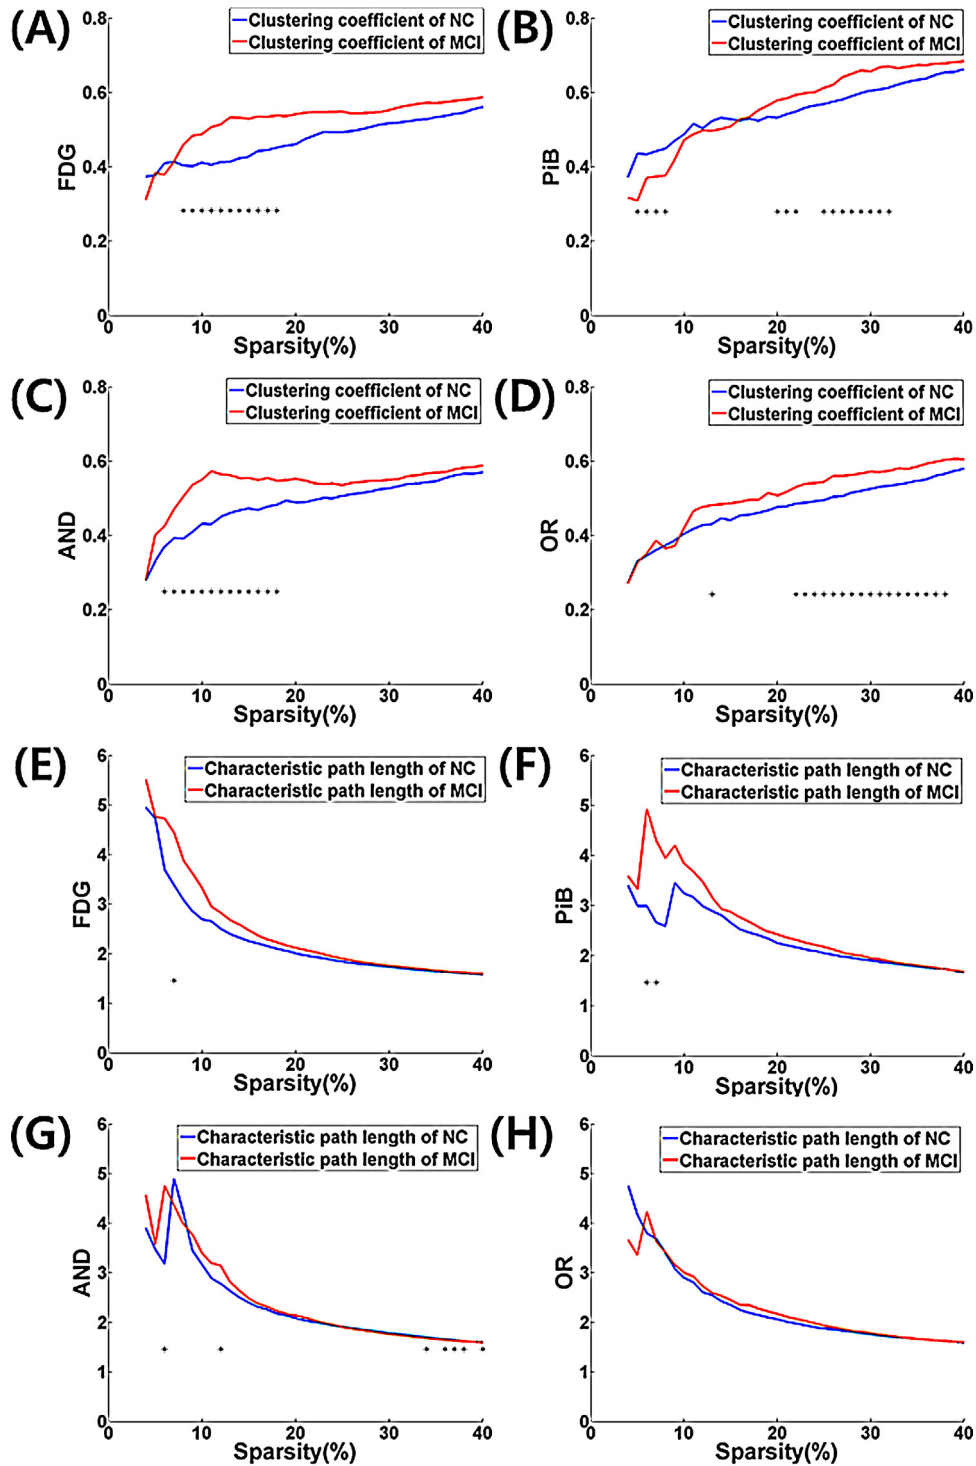 (A)
Clustering coefficient of NC
Clustering coefficient of MCI
0.8
0.6
0.4
0.2
0
FDG
0 10 20 30 40
Sparsity(%)
(B)
Clustering coefficient of NC
Clustering coefficient of MCI
0.8
0.6
0.4
0.2
0
PiB
0 10 20 30 40
Sparsity(%)
(C)
Clustering coefficient of NC
Clustering coefficient of MCI
0.8
0.6
0.4
0.2
0
AND
0 10 20 30 40
Sparsity(%)
(D)
Clustering coefficient of NC
Clustering coefficient of MCI
0.8
0.6
0.4
0.2
0
OR
0 10 20 30 40
Sparsity(%)
(E)
Characteristic path length of NC
Characteristic path length of MCI
6
5
4
3
2
1
0
FDG
0 10 20 30 40
Sparsity(%)
(F)
Characteristic path length of NC
Characteristic path length of MCI
6
5
4
3
2
1
0
PiB
0 10 20 30 40
Sparsity(%)
(G)
Characteristic path length of NC
Characteristic path length of MCI
6
5
4
3
2
1
0
AND
0 10 20 30 40
Sparsity(%)
(H)
Characteristic path length of NC
Characteristic path length of MCI
6
5
4
3
2
1
0
OR
0 10 20 30 40
Sparsity(%)